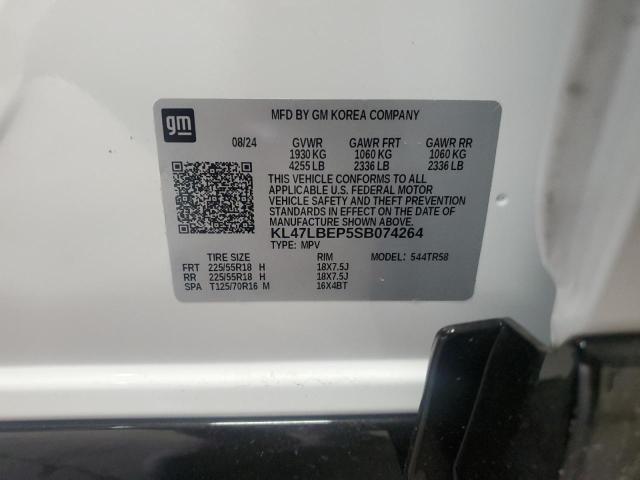 MFD BY GM KOREA COMPANY
gm
08/24 GVWR GAWR FRT GAWR RR
1930 KG 1060 KG 1060 KG
4255 LB 2336 LB 2336 LB
THIS VEHICLE CONFORMS TO ALL
APPLICABLE U.S. FEDERAL MOTOR
VEHICLE SAFETY AND THEFT PREVENTION
STANDARDS IN EFFECT ON THE DATE OF
MANUFACTURE SHOWN ABOVE.
KL47LBEP5SB074264
TYPE: MPV MODEL: 544TR58
TIRE SIZE RIM
FRT 225/55R18 H 18X7.5J
RR 225/55R18 H 18X7.5J
SPA T125/70R16 M 16X4BT